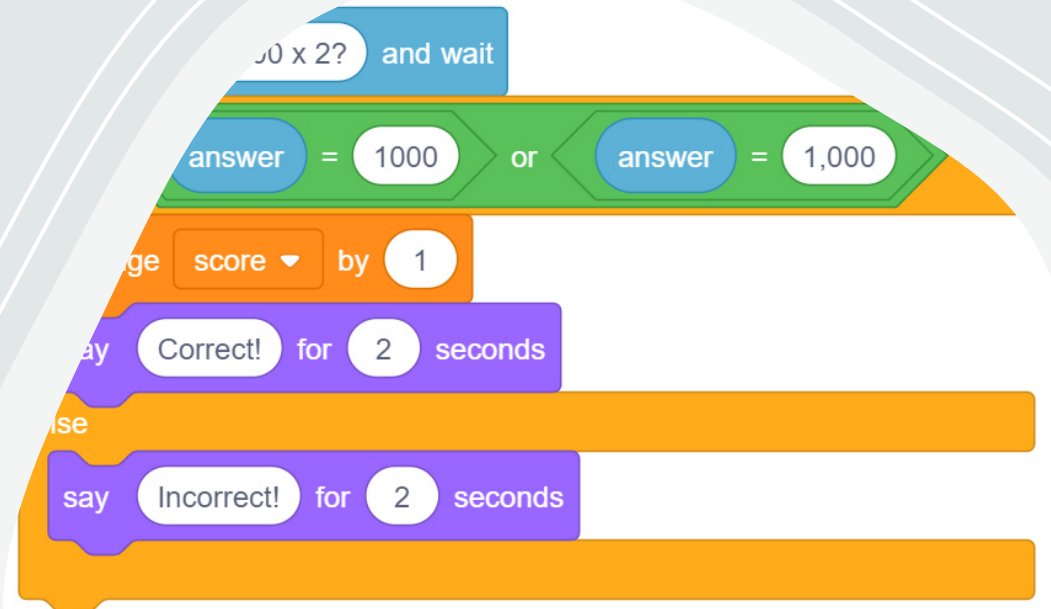 x 2? and wait
answer = 1000 or answer = 1,000
score by 1
Correct! for 2 seconds
say Incorrect! for 2 seconds